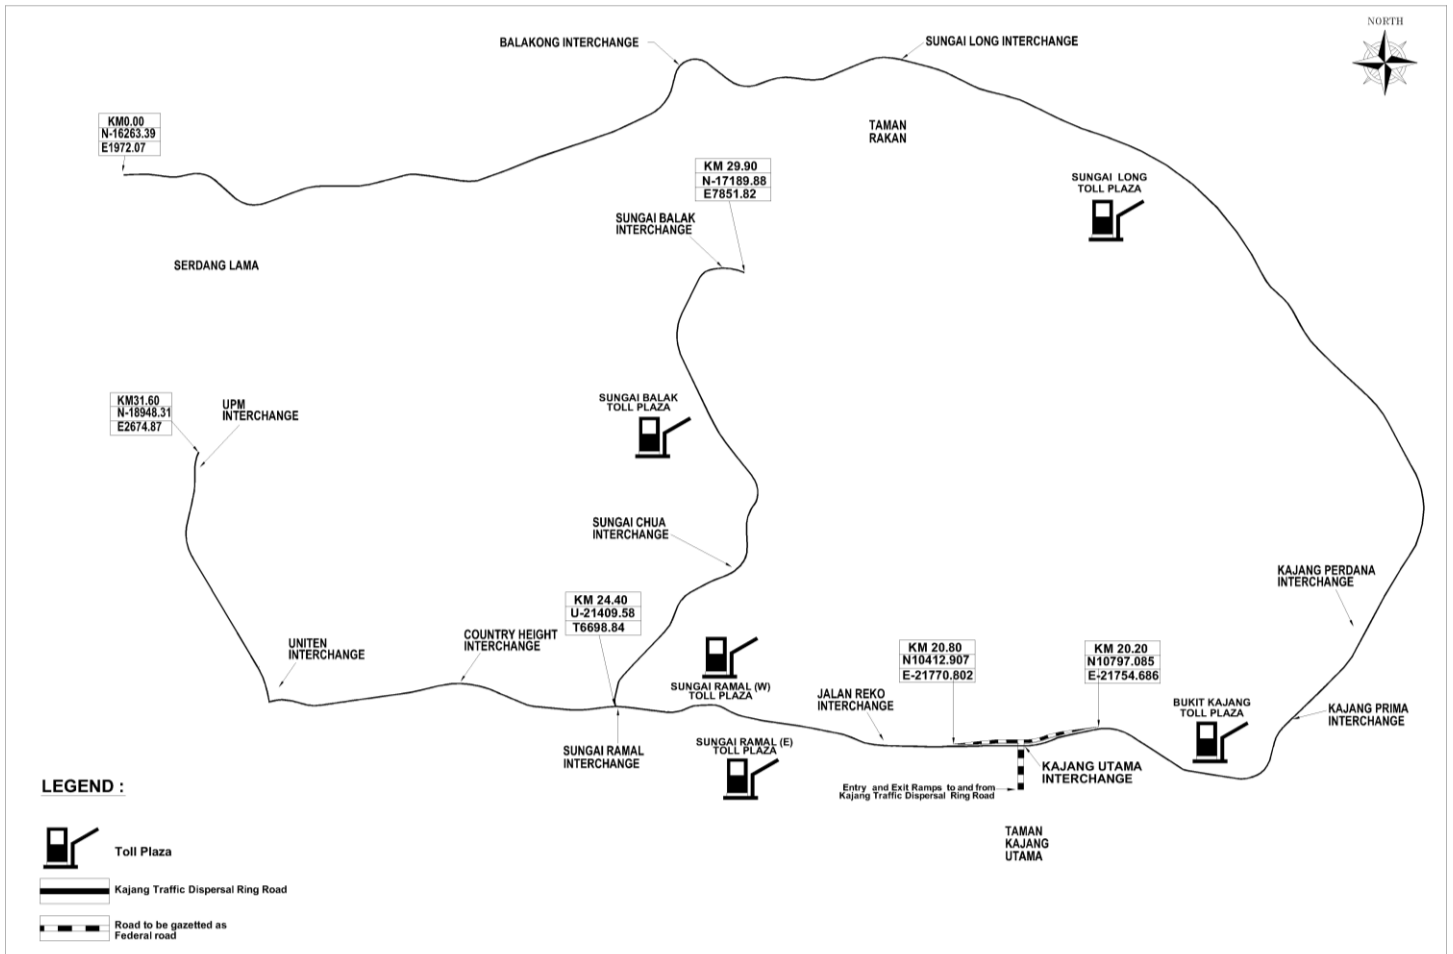 NORTH
BALAKONG INTERCHANGE
SUNGAI LONG INTERCHANGE
KM0.00
N-16263.39
E1972.07
TAMAN
RAKAN
KM 29.90
N-17189.88
E7851.82
SUNGAI LONG
TOLL PLAZA
SUNGAI BALAK
INTERCHANGE
SERDANG LAMA
KM31.60
N-18948.31
E2674.87
UPM
INTERCHANGE
SUNGAI BALAK
TOLL PLAZA
SUNGAI CHUA
INTERCHANGE
KAJANG PERDANA
INTERCHANGE
KM 24.40
U-21409.58
T6698.84
UNITEN
INTERCHANGE
COUNTRY HEIGHT
INTERCHANGE
SUNGAI RAMAL (W)
TOLL PLAZA
JALAN REKO
INTERCHANGE
KM 20.80
N10412.907
E-21770.802
KM 20.20
N10797.085
E-21754.686
BUKIT KAJANG
TOLL PLAZA
KAJANG PRIMA
INTERCHANGE
SUNGAI RAMAL
INTERCHANGE
SUNGAI RAMAL (E)
TOLL PLAZA
KAJANG UTAMA
INTERCHANGE
Entry and Exit Ramps to and from
Kajang Traffic Dispersal Ring Road
TAMAN
KAJANG
UTAMA
LEGEND :
Toll Plaza
Kajang Traffic Dispersal Ring Road
Road to be gazetted as
Federal road